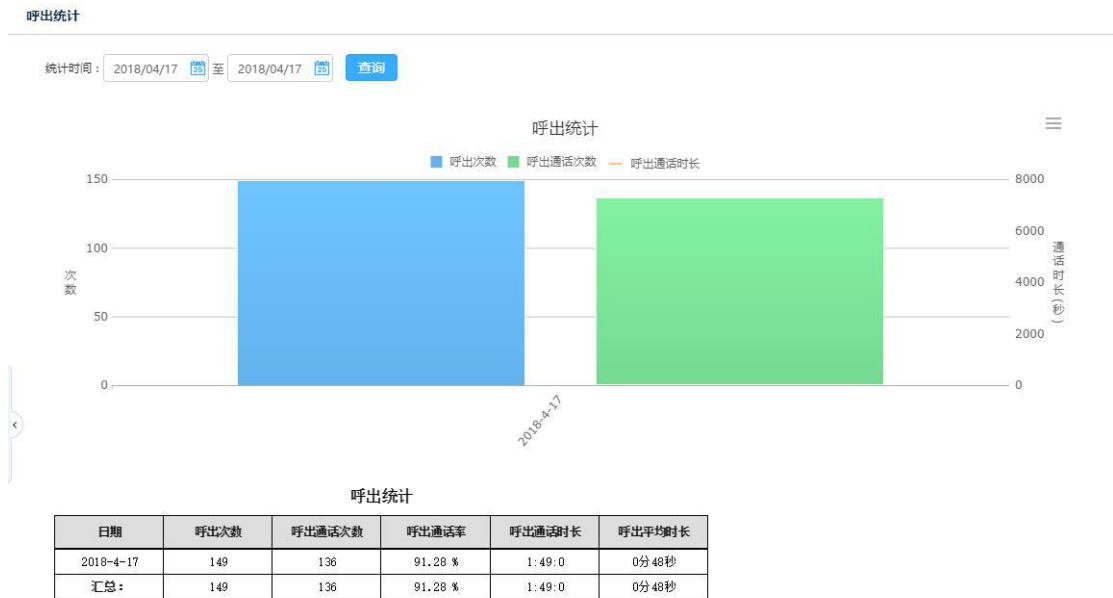 呼出统计
统计时间： 2018/04/17 25 至 2018/04/17 25 查询
呼出统计
呼出次数 呼出通话次数 呼出通话时长
150 8000
6000
100
4000
50
2000
0 0
次数
通话时长(秒)
2018-4-17
呼出统计
日期 呼出次数 呼出通话次数 呼出通话率 呼出通话时长 呼出平均时长
2018-4-17 149 136 91.28 % 1:49:0 0分48秒
汇总： 149 136 91.28 % 1:49:0 0分48秒